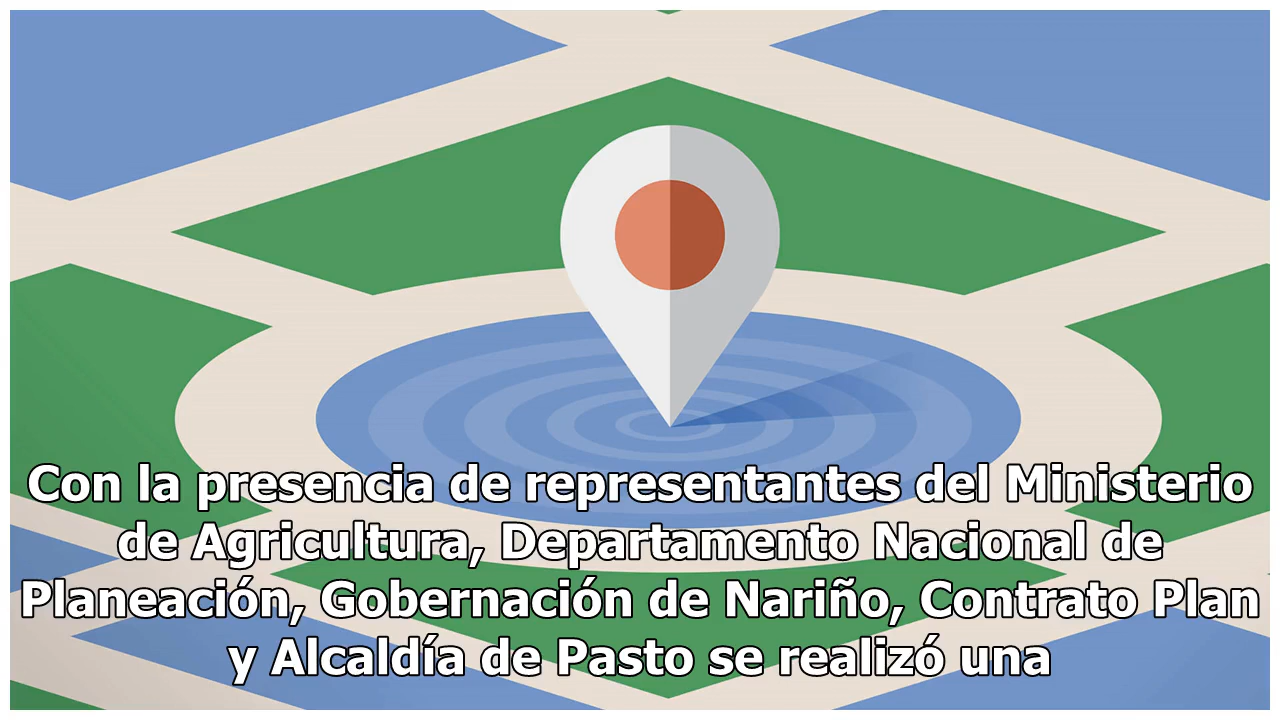 Con la presencia de representantes del Ministerio
de Agricultura, Departamento Nacional de
Planeación, Gobernación de Nariño, Contrato Plan
y Alcaldía de Pasto se realizó una